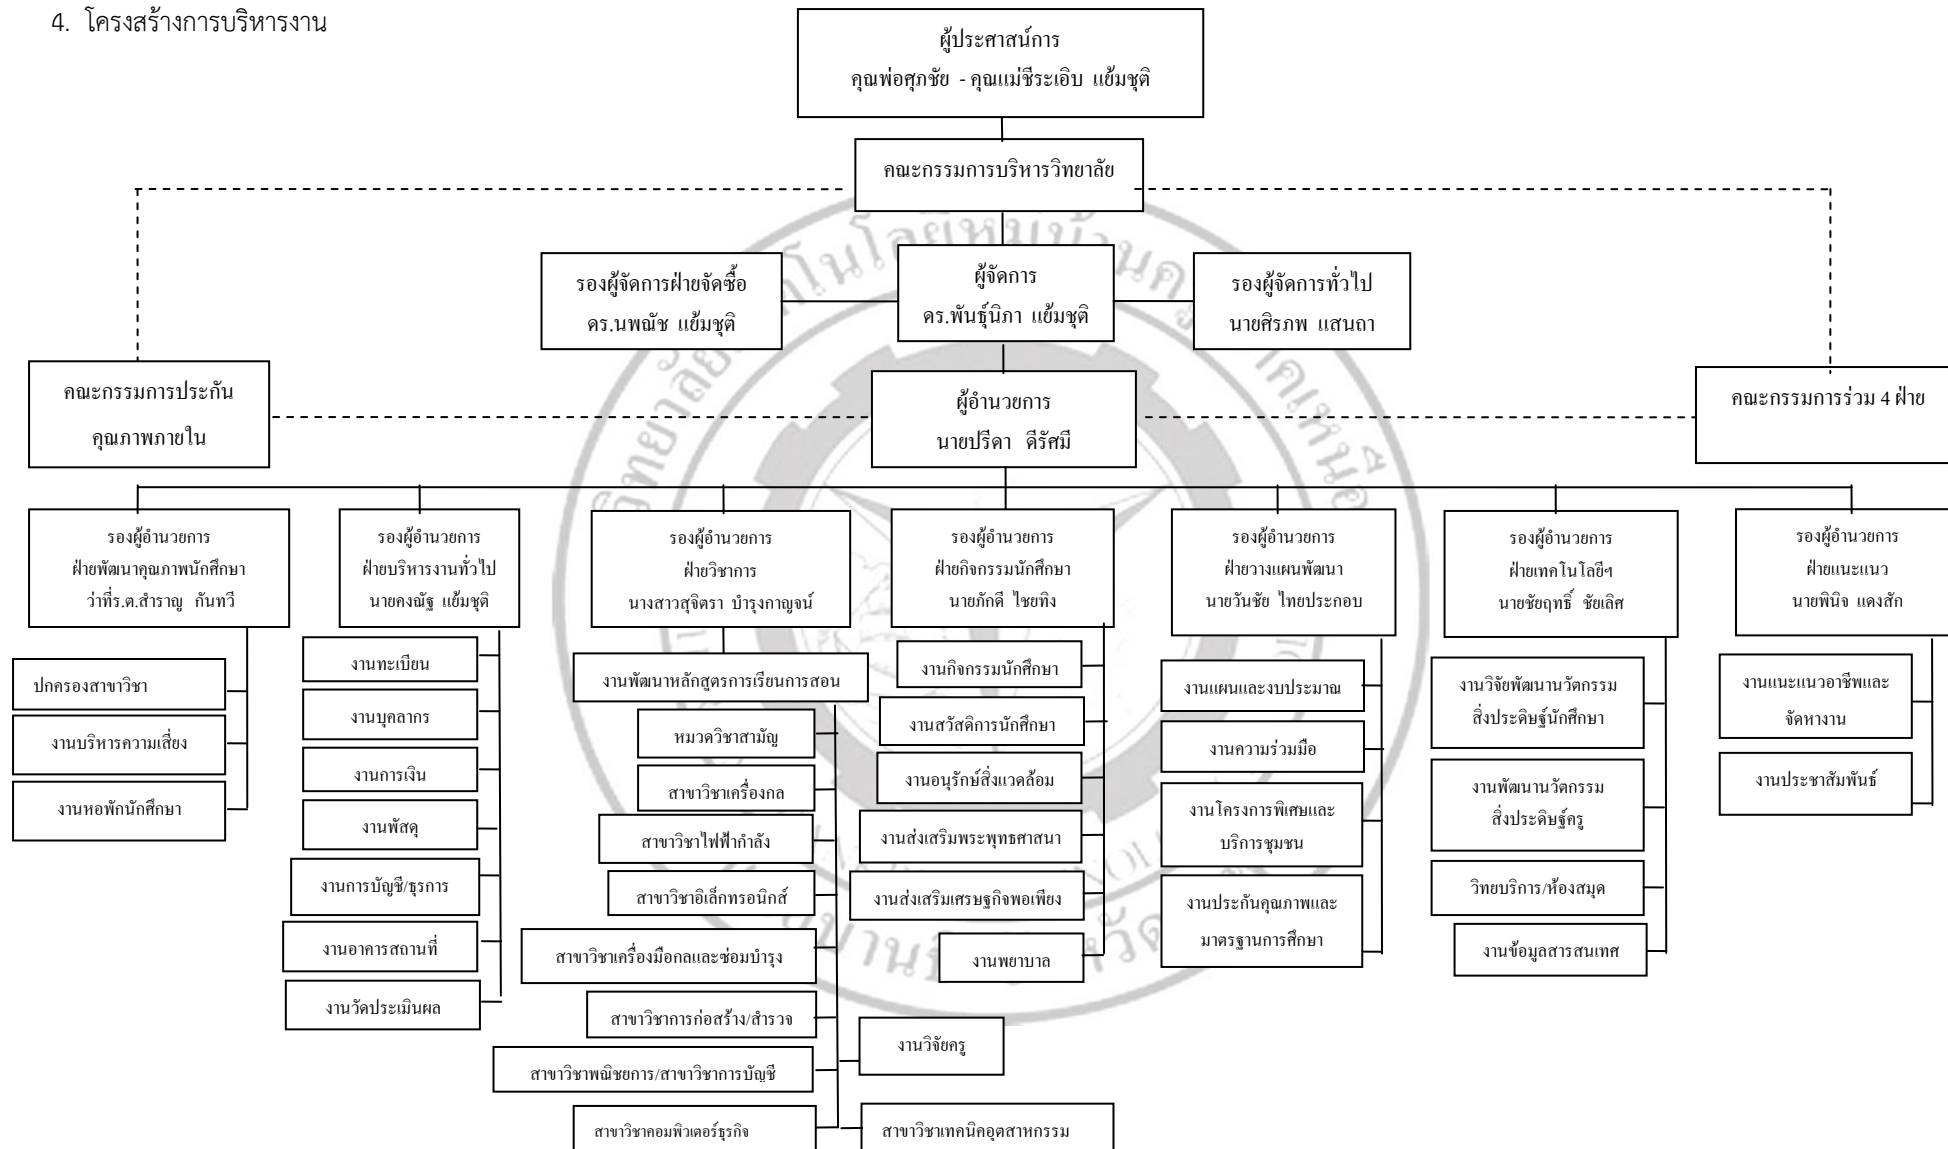 4. โครงสร้างการบริหารงาน
ผู้ประศาสน์การ
คุณพ่อศุภชัย - คุณแม่ชีระเอิบ แย้มชุติ
คณะกรรมการบริหารวิทยาลัย
รองผู้จัดการฝ่ายจัดซื้อ
ดร.นพณัช แย้มชุติ
ผู้จัดการ
ดร.พันธุ์นิภา แย้มชุติ
รองผู้จัดการทั่วไป
นายศิรภพ แสนถา
คณะกรรมการประกัน
คุณภาพภายใน
ผู้อำนวยการ
นายปรีดา ดีรัศมี
คณะกรรมการร่วม 4 ฝ่าย
รองผู้อำนวยการ
ฝ่ายพัฒนาคุณภาพนักศึกษา
ว่าที่ร.ต.สำราญ กันทวี
ปกครองสาขาวิชา
งานบริหารความเสี่ยง
งานหอพักนักศึกษา
รองผู้อำนวยการ
ฝ่ายบริหารงานทั่วไป
นายคงณัฐ แย้มชุติ
งานทะเบียน
งานบุคลากร
งานการเงิน
งานพัสดุ
งานการบัญชี/ธุรการ
งานอาคารสถานที่
งานวัดประเมินผล
รองผู้อำนวยการ
ฝ่ายวิชาการ
นางสาวสุจิตรา บำรุงกาญจน์
งานพัฒนาหลักสูตรการเรียนการสอน
หมวดวิชาสามัญ
สาขาวิชาเครื่องกล
สาขาวิชาไฟฟ้ากำลัง
สาขาวิชาอิเล็กทรอนิกส์
สาขาวิชาเครื่องมือกลและซ่อมบำรุง
สาขาวิชาการก่อสร้าง/สำรวจ
งานวิจัยครู
สาขาวิชาพณิชยการ/สาขาวิชาการบัญชี
สาขาวิชาคอมพิวเตอร์ธุรกิจ
สาขาวิชาเทคนิคอุตสาหกรรม
รองผู้อำนวยการ
ฝ่ายกิจกรรมนักศึกษา
นายภักดี ไชยทิง
งานกิจกรรมนักศึกษา
งานสวัสดิการนักศึกษา
งานอนุรักษ์สิ่งแวดล้อม
งานส่งเสริมพระพุทธศาสนา
งานส่งเสริมเศรษฐกิจพอเพียง
งานพยาบาล
รองผู้อำนวยการ
ฝ่ายวางแผนพัฒนา
นายวันชัย ไทยประกอบ
งานแผนและงบประมาณ
งานความร่วมมือ
งานโครงการพิเศษและ
บริการชุมชน
งานประกันคุณภาพและ
มาตรฐานการศึกษา
รองผู้อำนวยการ
ฝ่ายเทคโนโลยีฯ
นายชัยฤทธิ์ ชัยเลิศ
งานวิจัยพัฒนานวัตกรรม
สิ่งประดิษฐ์นักศึกษา
งานพัฒนานวัตกรรม
สิ่งประดิษฐ์ครู
วิทยบริการ/ห้องสมุด
งานข้อมูลสารสนเทศ
รองผู้อำนวยการ
ฝ่ายแนะแนว
นายพินิจ แดงสัก
งานแนะแนวอาชีพและ
จัดหางาน
งานประชาสัมพันธ์